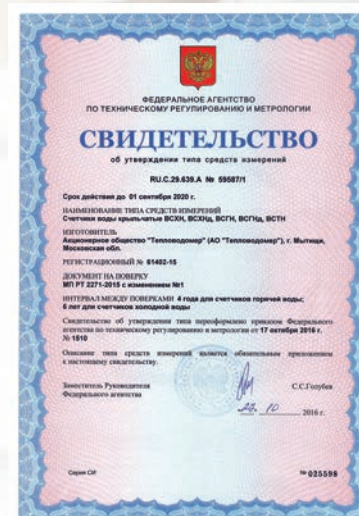 ФЕДЕРАЛЬНОЕ АГЕНТСТВО
ПО ТЕХНИЧЕСКОМУ РЕГУЛИРОВАНИЮ И МЕТРОЛОГИИ
СВИДЕТЕЛЬСТВО
об утверждении типа средств измерений
RU.C.29.639.A № 59587/1
Срок действия до 01 сентября 2020 г.
НАИМЕНОВАНИЕ ТИПА СРЕДСТВ ИЗМЕРЕНИЙ
Счетчики воды крыльчатые ВСХН, ВСХНд, ВСГН, ВСГНд, ВСТН
ИЗГОТОВИТЕЛЬ
Акционерное общество "Тепловодомер" (АО "Тепловодомер"), г. Мытищи,
Московская обл.
РЕГИСТРАЦИОННЫЙ № 61402-15
ДОКУМЕНТ НА ПОВЕРКУ
МП РТ 2271-2015 с изменением №1
ИНТЕРВАЛ МЕЖДУ ПОВЕРКАМИ 4 года для счетчиков горячей воды;
6 лет для счетчиков холодной воды
Свидетельство об утверждении типа переоформлено приказом Федерального
агентства по техническому регулированию и метрологии от 17 октября 2016 г.
№ 1510
Описание типа средств измерений является обязательным приложением
к настоящему свидетельству.
Заместитель Руководителя
Федерального агентства
С.С.Голубев
10 2016 г.
Серия СИ
№ 025598